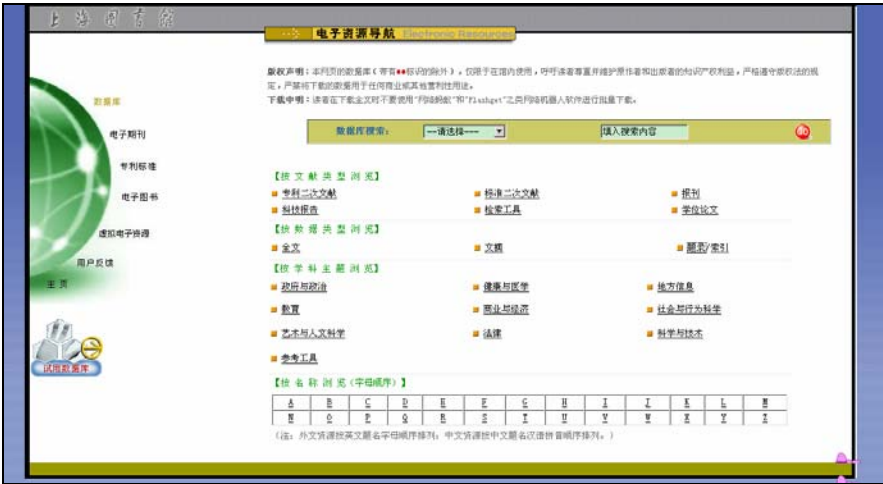 上海图书馆
电子资源导航 Electronic Resources
版权声明：本网页的数据库（带有●●标识的除外），仅限于在馆内使用，呼吁读者尊重并维护原作者和出版者的知识产权利益，严格遵守版权法的规
定，严禁将下载的数据用于任何商业或其他营利性用途。
下载申明：读者在下载全文时不要使用"网络蚂蚁"和"Flashget"之类网络机器人软件进行批量下载。
数据库搜索： --请选择--- 填入搜索内容 GO
数据库
电子期刊
专利标准
电子图书
虚拟电子资源
用户反馈
主 页
试用数据库
【按 文 献 类 型 浏 览】
专利二次文献 标准二次文献 报刊
科技报告 检索工具 学位论文
【按 数 据 类 型 浏 览】
全文 文摘 题录/索引
【按 学 科 主 题 浏 览】
政府与政治 健康与医学 地方信息
教育 商业与经济 社会与行为科学
艺术与人文科学 法律 科学与技术
参考工具
【按 名 称 浏 览（字母顺序）】
A B C D E F G H I J K L M
N O P Q R S T U V W X Y Z
（注：外文资源按英文题名字母顺序排列；中文资源按中文题名汉语拼音顺序排列。）